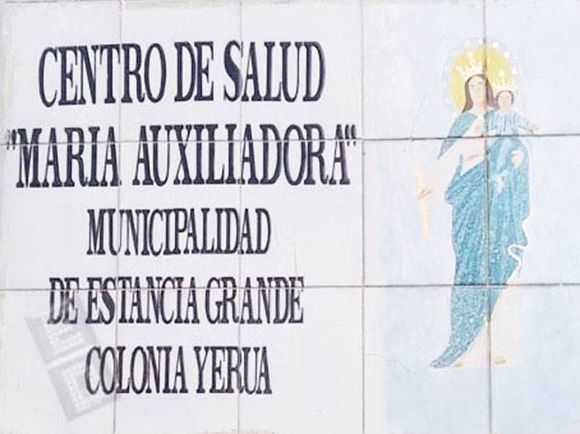 CENTRO DE SALUD
"MARIA AUXILIADORA"
MUNICIPALIDAD
DE ESTANCIA GRANDE
COLONIA YERUA